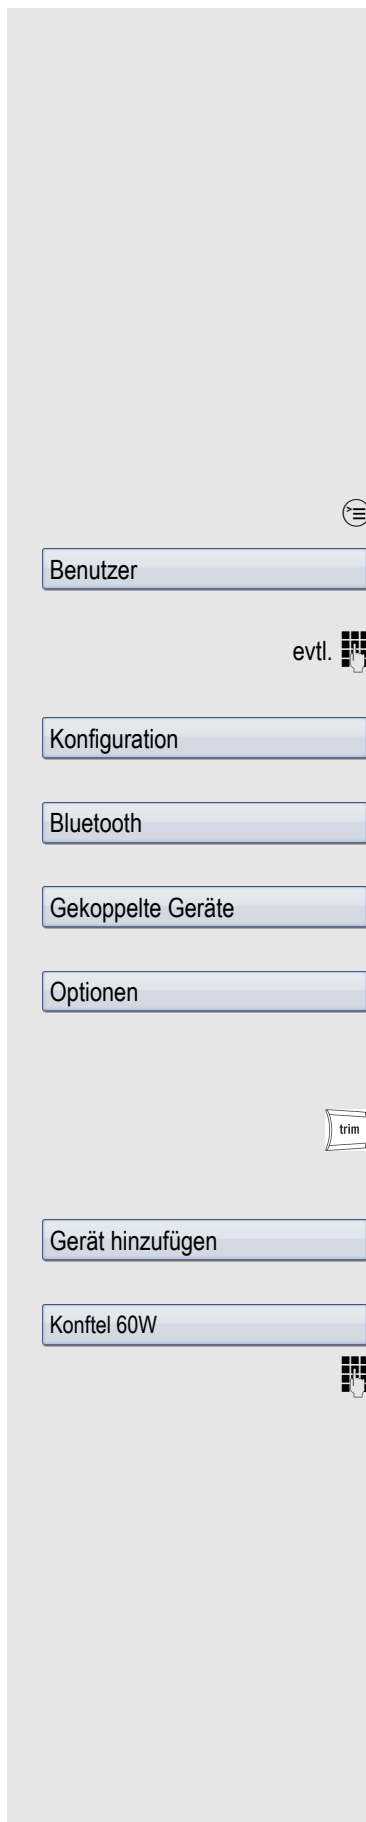 Benutzer
evtl.
Konfiguration
Bluetooth
Gekoppelte Geräte
Optionen
trim
Gerät hinzufügen
Konftel 60W